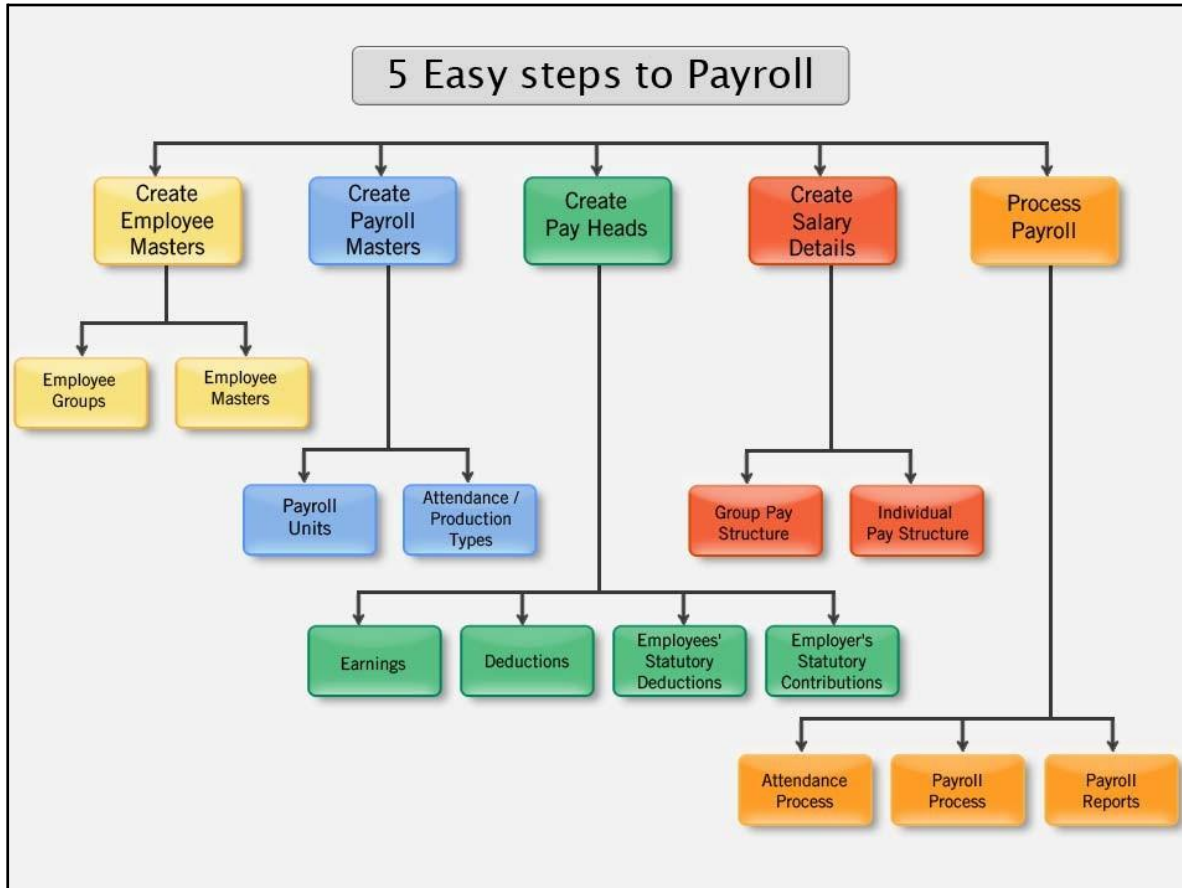 5 Easy steps to Payroll
Create
Employee
Masters
Create
Payroll
Masters
Create
Pay Heads
Create
Salary
Details
Process
Payroll
Employee
Groups
Employee
Masters
Payroll
Units
Attendance /
Production
Types
Group Pay
Structure
Individual
Pay Structure
Earnings
Deductions
Employees'
Statutory
Deductions
Employer's
Statutory
Contributions
Attendance
Process
Payroll
Process
Payroll
Reports